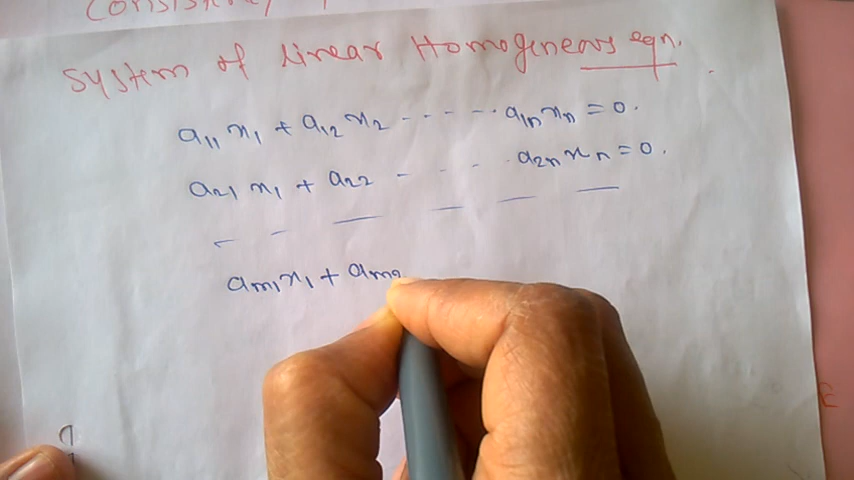 Consistency
System of linear Homogeneous eqn.
a₁₁ x₁ + a₁₂ x₂ - - - - - a₁ₙ xₙ = 0.
a₂₁ x₁ + a₂₂ - - - - a₂ₙ xₙ = 0.
- - - - - -
aₘ₁ x₁ + aₘ₂